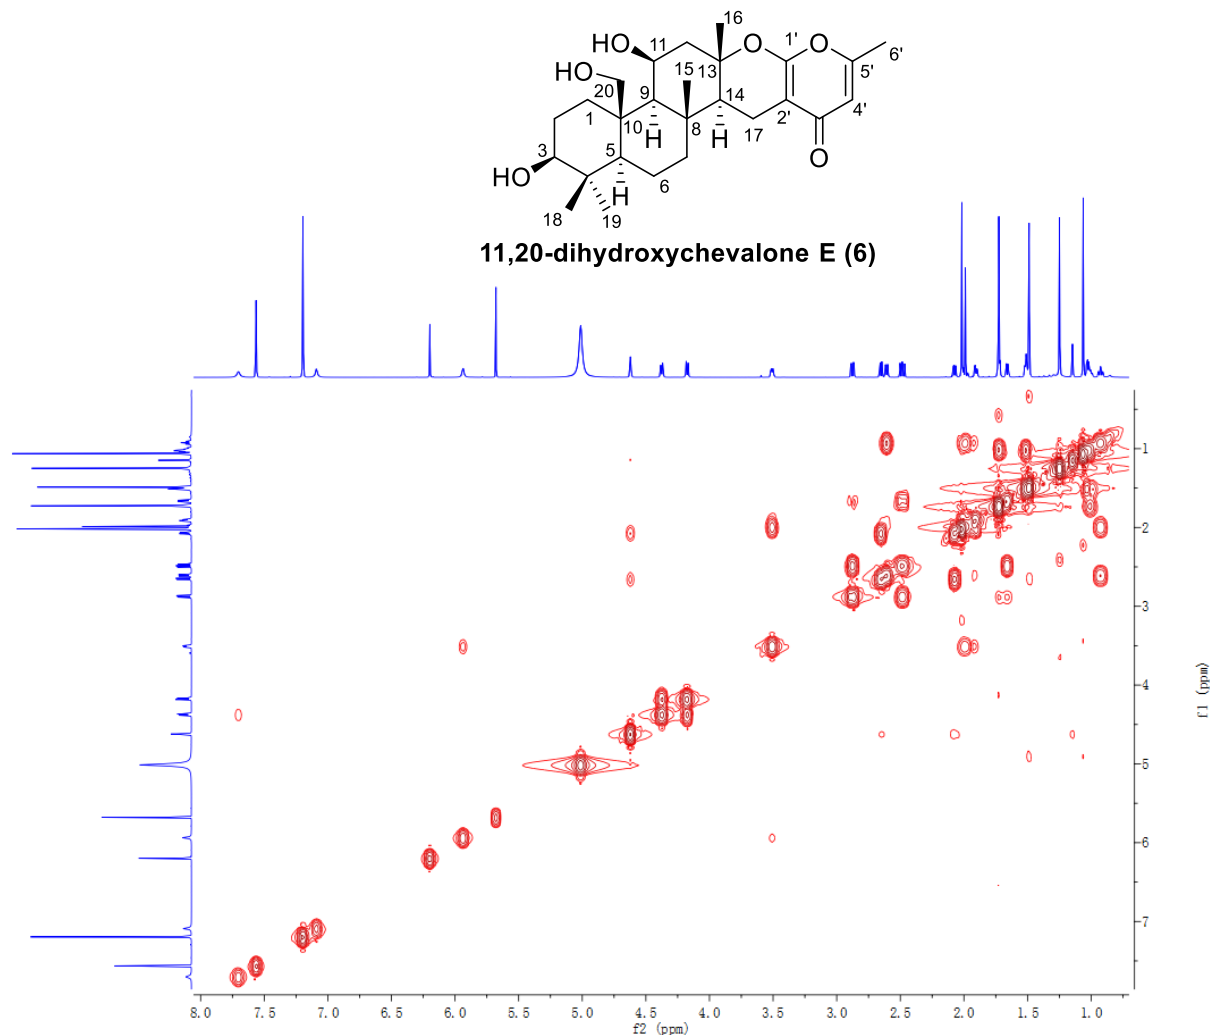 16
HO 11 O 1' O 6'
HO 15 13 5'
20 9 14 4'
1 10 H 8 H 2' 17 O
3 5
HO H 6
18 19
11,20-dihydroxychevalone E (6)
1
2
3
4
5
6
7
f1 (ppm)
8.0 7.5 7.0 6.5 6.0 5.5 5.0 4.5 4.0 3.5 3.0 2.5 2.0 1.5 1.0
f2 (ppm)